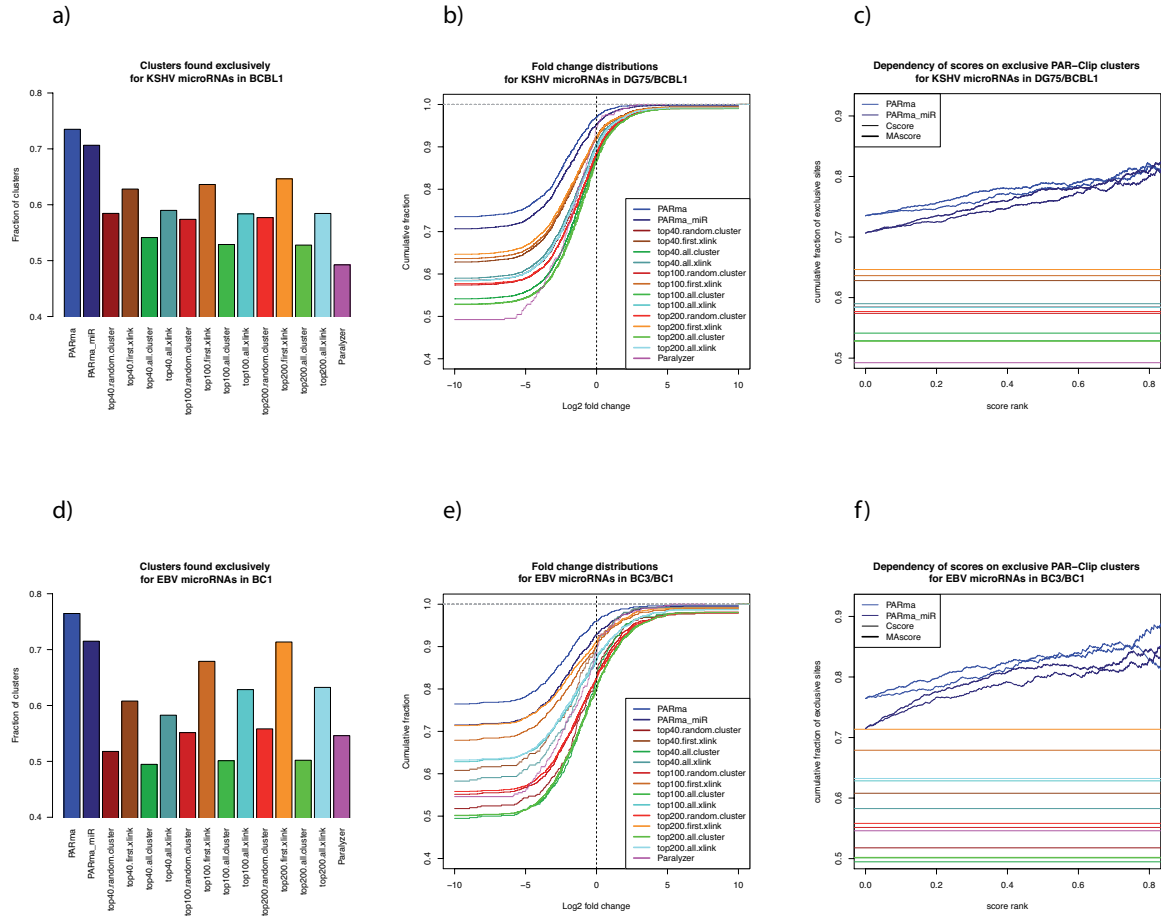 a)
Clusters found exclusively
for KSHV microRNAs in BCBL1
Fraction of clusters
0.8
0.7
0.6
0.5
0.4
PARma
PARma_miR
top40.random.cluster
top40.first.xlink
top40.all.cluster
top40.all.xlink
top100.random.cluster
top100.first.xlink
top100.all.cluster
top100.all.xlink
top200.random.cluster
top200.first.xlink
top200.all.cluster
top200.all.xlink
Paralyzer
b)
Fold change distributions
for KSHV microRNAs in DG75/BCBL1
Cumulative fraction
1.0
0.9
0.8
0.7
0.6
0.5
0.4
PARma
PARma_miR
top40.random.cluster
top40.first.xlink
top40.all.cluster
top40.all.xlink
top100.random.cluster
top100.first.xlink
top100.all.cluster
top100.all.xlink
top200.random.cluster
top200.first.xlink
top200.all.cluster
top200.all.xlink
Paralyzer
−10 −5 0 5 10
Log2 fold change
c)
Dependency of scores on exclusive PAR−Clip clusters
for KSHV microRNAs in DG75/BCBL1
cumulative fraction of exclusive sites
0.9
0.8
0.7
0.6
0.5
PARma
PARma_miR
Cscore
MAscore
0.0 0.2 0.4 0.6 0.8
score rank
d)
Clusters found exclusively
for EBV microRNAs in BC1
Fraction of clusters
0.8
0.7
0.6
0.5
0.4
PARma
PARma_miR
top40.random.cluster
top40.first.xlink
top40.all.cluster
top40.all.xlink
top100.random.cluster
top100.first.xlink
top100.all.cluster
top100.all.xlink
top200.random.cluster
top200.first.xlink
top200.all.cluster
top200.all.xlink
Paralyzer
e)
Fold change distributions
for EBV microRNAs in BC3/BC1
Cumulative fraction
1.0
0.9
0.8
0.7
0.6
0.5
0.4
PARma
PARma_miR
top40.random.cluster
top40.first.xlink
top40.all.cluster
top40.all.xlink
top100.random.cluster
top100.first.xlink
top100.all.cluster
top100.all.xlink
top200.random.cluster
top200.first.xlink
top200.all.cluster
top200.all.xlink
Paralyzer
−10 −5 0 5 10
Log2 fold change
f)
Dependency of scores on exclusive PAR−Clip clusters
for EBV microRNAs in BC3/BC1
cumulative fraction of exclusive sites
0.9
0.8
0.7
0.6
0.5
PARma
PARma_miR
Cscore
MAscore
0.0 0.2 0.4 0.6 0.8
score rank